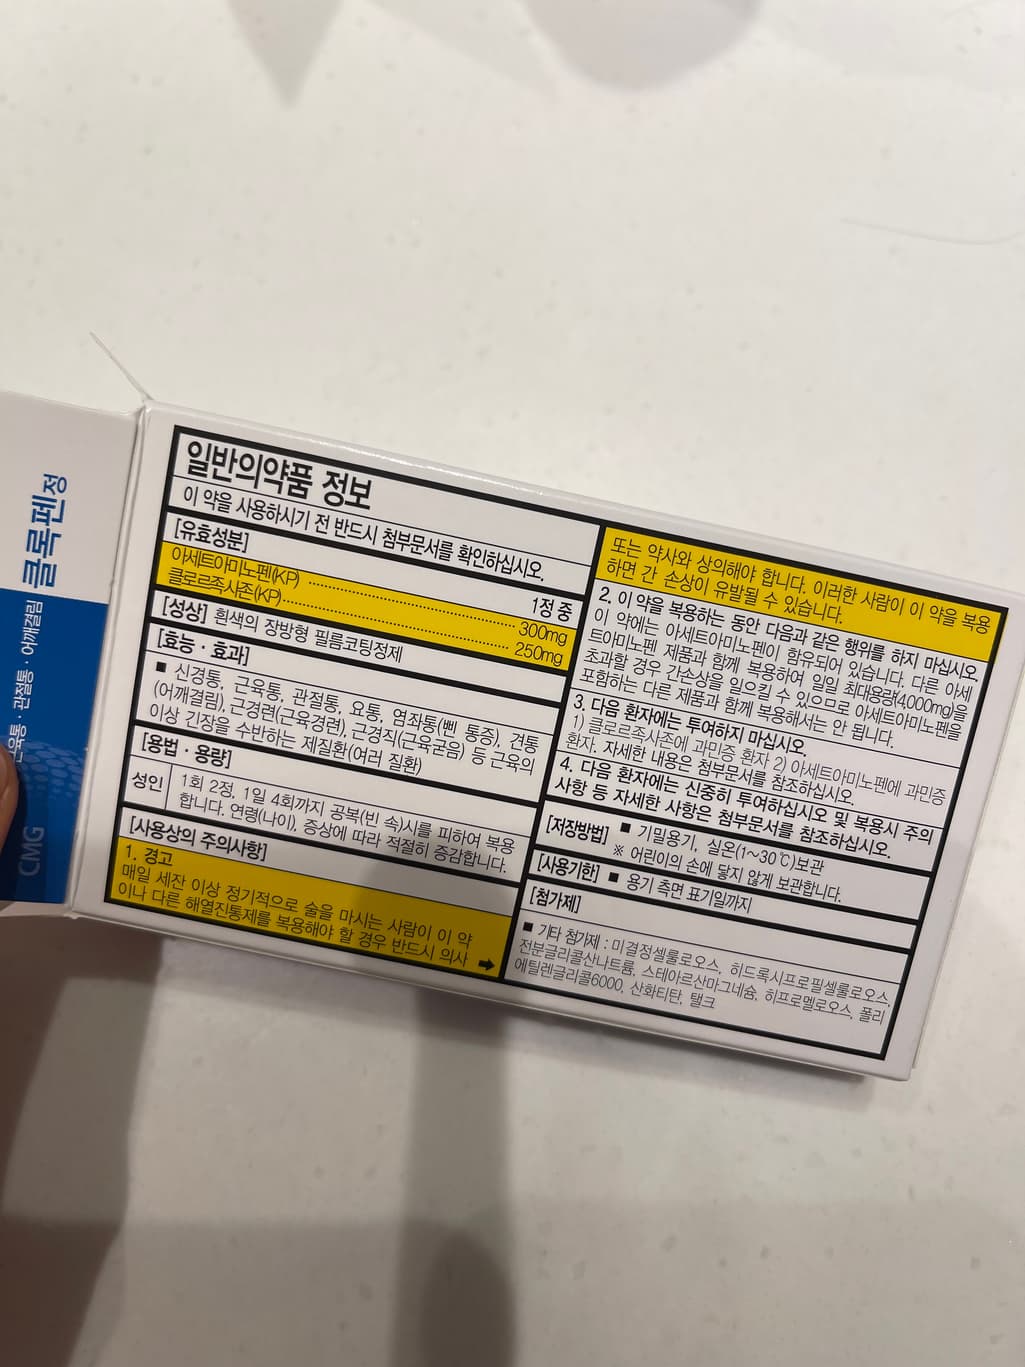 클록펜정
근육통 · 관절통 · 어깨결림
CMG
일반의약품 정보
이 약을 사용하시기 전 반드시 첨부문서를 확인하십시오.
[유효성분]
1정 중
아세트아미노펜(KP) 300mg
클로르족사존(KP) 250mg
[성상] 흰색의 장방형 필름코팅정제
[효능 · 효과]
■ 신경통, 근육통, 관절통, 요통, 염좌통(삔 통증), 견통
(어깨결림), 근경련(근육경련), 근경직(근육굳음) 등 근육의
이상 긴장을 수반하는 제질환(여러 질환)
[용법 · 용량]
성인 1회 2정, 1일 4회까지 공복(빈 속)시를 피하여 복용
합니다. 연령(나이), 증상에 따라 적절히 증감합니다.
[사용상의 주의사항]
1. 경고
매일 세잔 이상 정기적으로 술을 마시는 사람이 이 약
이나 다른 해열진통제를 복용해야 할 경우 반드시 의사
또는 약사와 상의해야 합니다. 이러한 사람이 이 약을 복용
하면 간 손상이 유발될 수 있습니다.
2. 이 약을 복용하는 동안 다음과 같은 행위를 하지 마십시오.
이 약에는 아세트아미노펜이 함유되어 있습니다. 다른 아세
트아미노펜 제품과 함께 복용하여 일일 최대용량(4,000mg)을
초과할 경우 간손상을 일으킬 수 있으므로 아세트아미노펜을
포함하는 다른 제품과 함께 복용해서는 안 됩니다.
3. 다음 환자에는 투여하지 마십시오.
1) 클로르족사존에 과민증 환자 2) 아세트아미노펜에 과민증
환자. 자세한 내용은 첨부문서를 참조하십시오.
4. 다음 환자에는 신중히 투여하십시오 및 복용시 주의
사항 등 자세한 사항은 첨부문서를 참조하십시오.
[저장방법] ■ 기밀용기, 실온(1~30℃)보관
※ 어린이의 손에 닿지 않게 보관합니다.
[사용기한] ■ 용기 측면 표기일까지
[첨가제]
■ 기타 첨가제 : 미결정셀룰로오스, 히드록시프로필셀룰로오스,
전분글리콜산나트륨, 스테아르산마그네슘, 히프로멜로오스, 폴리
에틸렌글리콜6000, 산화티탄, 탤크